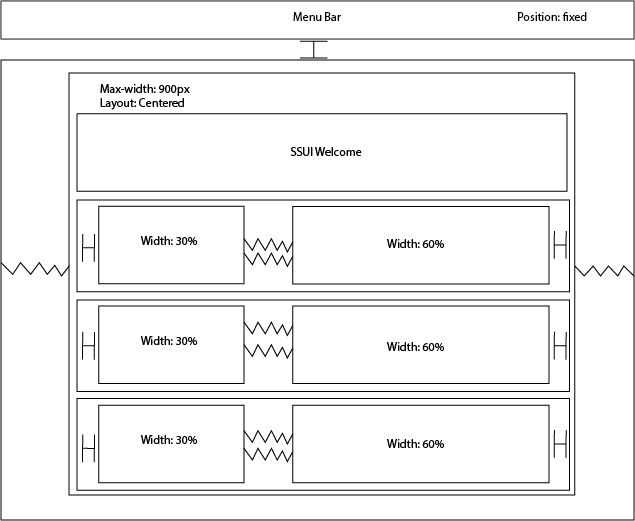 Menu Bar
Position: fixed
Max-width: 900px
Layout: Centered
SSUI Welcome
Width: 30%
Width: 60%
Width: 30%
Width: 60%
Width: 30%
Width: 60%